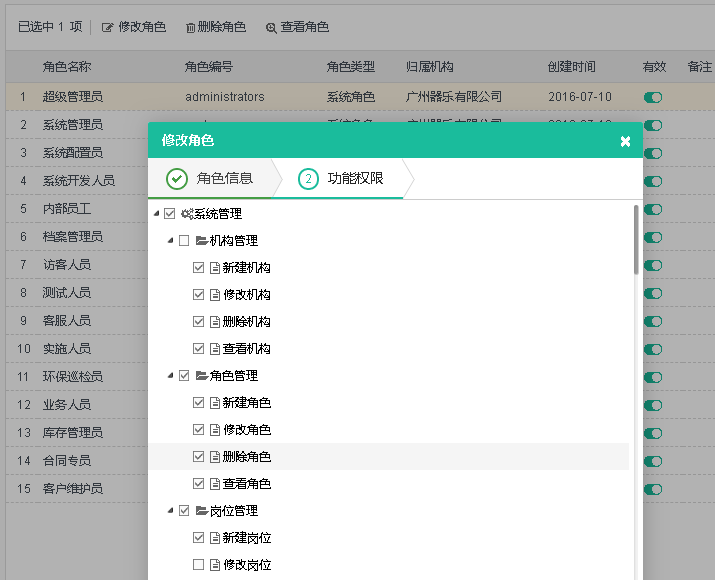 已选中 1 项 修改角色 删除角色 查看角色
角色名称 角色编号 角色类型 归属机构 创建时间 有效 备注
1 超级管理员 administrators 系统角色 广州器乐有限公司 2016-07-10
2 系统管理员
3 系统配置员
4 系统开发人员
5 内部员工
6 档案管理员
7 访客人员
8 测试人员
9 客服人员
10 实施人员
11 环保巡检员
12 业务人员
13 库存管理员
14 合同专员
15 客户维护员
修改角色
角色信息 2 功能权限
系统管理
机构管理
新建机构
修改机构
删除机构
查看机构
角色管理
新建角色
修改角色
删除角色
查看角色
岗位管理
新建岗位
修改岗位